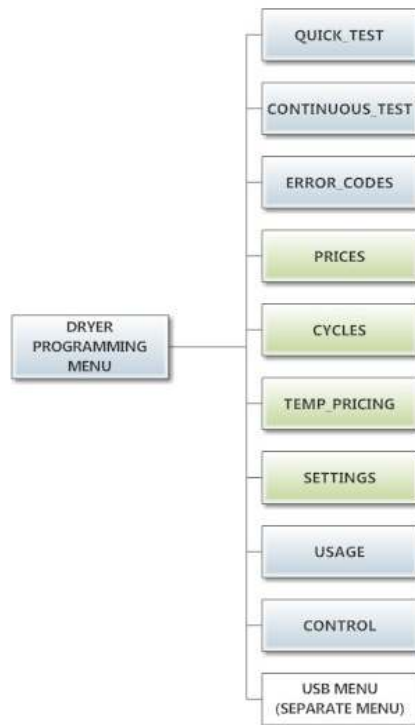 QUICK_TEST
CONTINUOUS_TEST
ERROR_CODES
PRICES
DRYER
PROGRAMMING
MENU
CYCLES
TEMP_PRICING
SETTINGS
USAGE
CONTROL
USB MENU
(SEPARATE MENU)